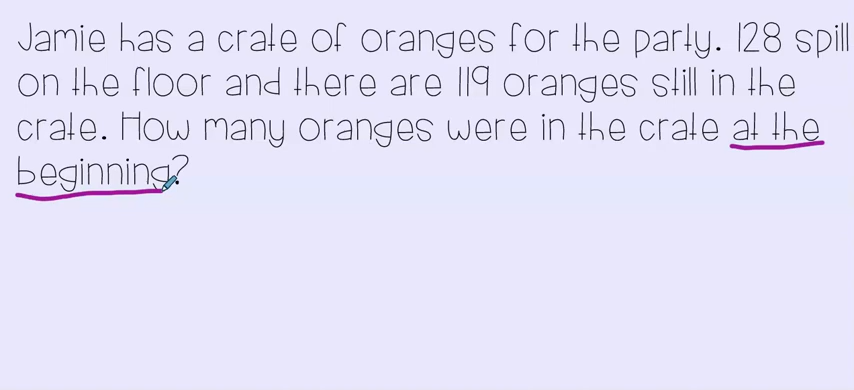 Jamie has a crate of oranges for the party. 128 spill
on the floor and there are 119 oranges still in the
crate. How many oranges were in the crate at the
beginning?